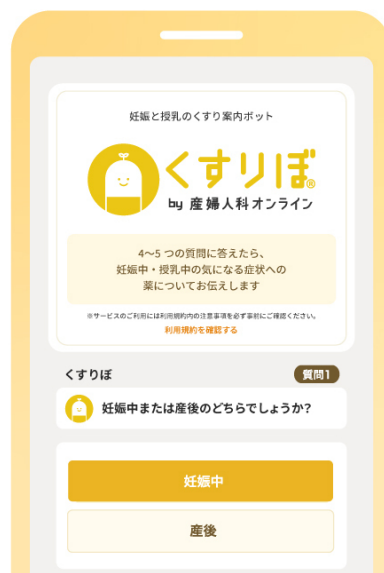 妊娠と授乳のくすり案内ボット
くすりぼ®
by 産婦人科オンライン
4〜5 つの質問に答えたら、
妊娠中・授乳中の気になる症状への
薬についてお伝えします
※サービスのご利用には利用規約内の注意事項を必ず事前にご確認ください。
利用規約を確認する
くすりぼ
質問1
妊娠中または産後のどちらでしょうか?
妊娠中
産後